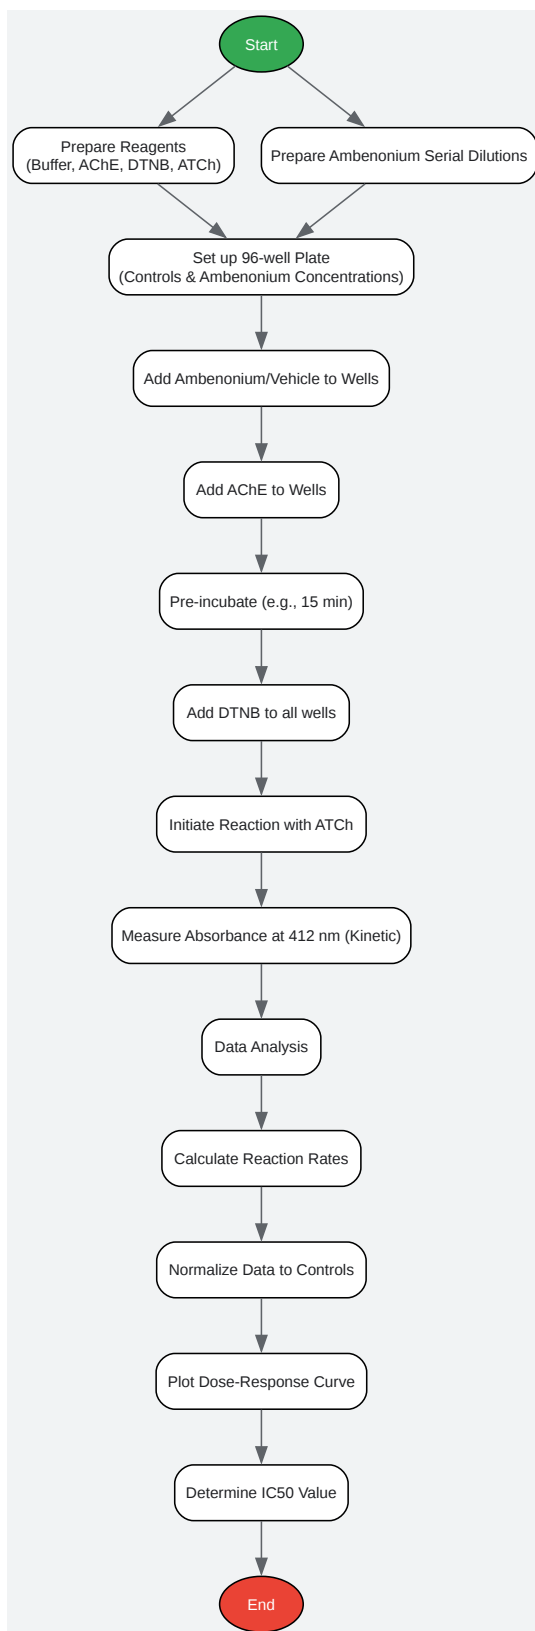 Start
Prepare Reagents
(Buffer, AChE, DTNB, ATCh)
Prepare Ambenonium Serial Dilutions
Set up 96-well Plate
(Controls & Ambenonium Concentrations)
Add Ambenonium/Vehicle to Wells
Add AChE to Wells
Pre-incubate (e.g., 15 min)
Add DTNB to all wells
Initiate Reaction with ATCh
Measure Absorbance at 412 nm (Kinetic)
Data Analysis
Calculate Reaction Rates
Normalize Data to Controls
Plot Dose-Response Curve
Determine IC50 Value
End